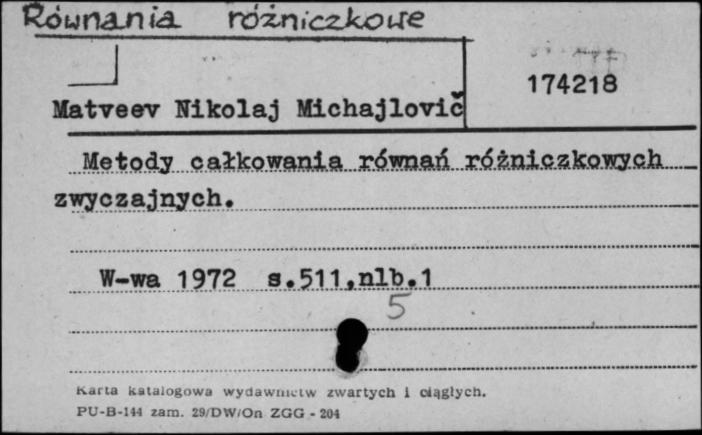 Równania różniczkowe
174218
Matveev Nikolaj Michajlovič
Metody całkowania równań różniczkowych
zwyczajnych.
W-wa 1972 s.511,nlb.1
5
Karta katalogowa wydawnictw zwartych i ciągłych.
PU-B-144 zam. 29/DW/On ZGG - 204